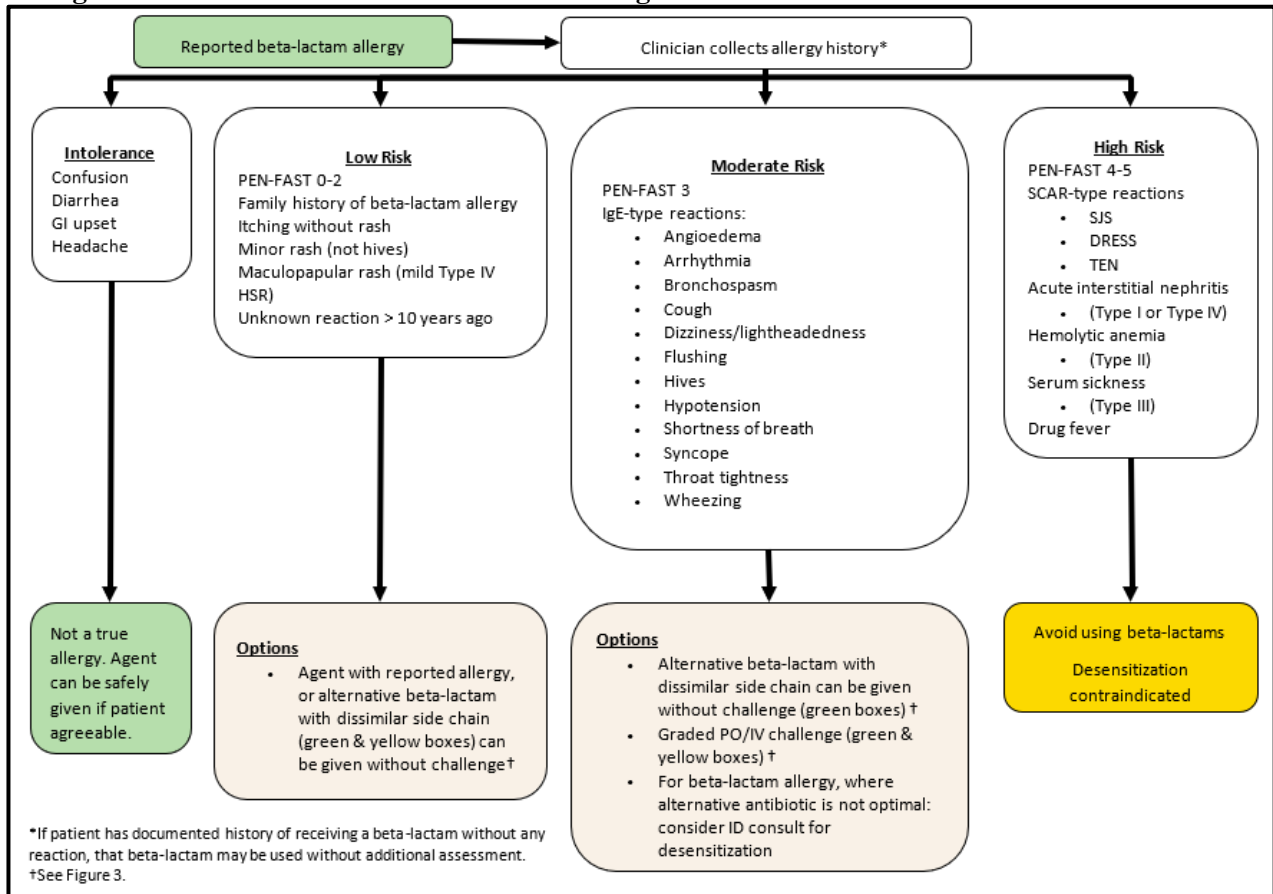 Reported beta-lactam allergy
Clinician collects allergy history*
Intolerance
Confusion
Diarrhea
GI upset
Headache
Low Risk
PEN-FAST 0-2
Family history of beta-lactam allergy
Itching without rash
Minor rash (not hives)
Maculopapular rash (mild Type IV
HSR)
Unknown reaction > 10 years ago
Moderate Risk
PEN-FAST 3
IgE-type reactions:
• Angioedema
• Arrhythmia
• Bronchospasm
• Cough
• Dizziness/lightheadedness
• Flushing
• Hives
• Hypotension
• Shortness of breath
• Syncope
• Throat tightness
• Wheezing
High Risk
PEN-FAST 4-5
SCAR-type reactions
• SJS
• DRESS
• TEN
Acute interstitial nephritis
• (Type I or Type IV)
Hemolytic anemia
• (Type II)
Serum sickness
• (Type III)
Drug fever
Not a true
allergy. Agent
can be safely
given if patient
agreeable.
Options
• Agent with reported allergy,
or alternative beta-lactam
with dissimilar side chain
(green & yellow boxes) can
be given without challenge†
Options
• Alternative beta-lactam with
dissimilar side chain can be given
without challenge (green boxes) †
• Graded PO/IV challenge (green &
yellow boxes) †
• For beta-lactam allergy, where
alternative antibiotic is not optimal:
consider ID consult for
desensitization
Avoid using beta-lactams
Desensitization
contraindicated
*If patient has documented history of receiving a beta-lactam without any
reaction, that beta-lactam may be used without additional assessment.
†See Figure 3.